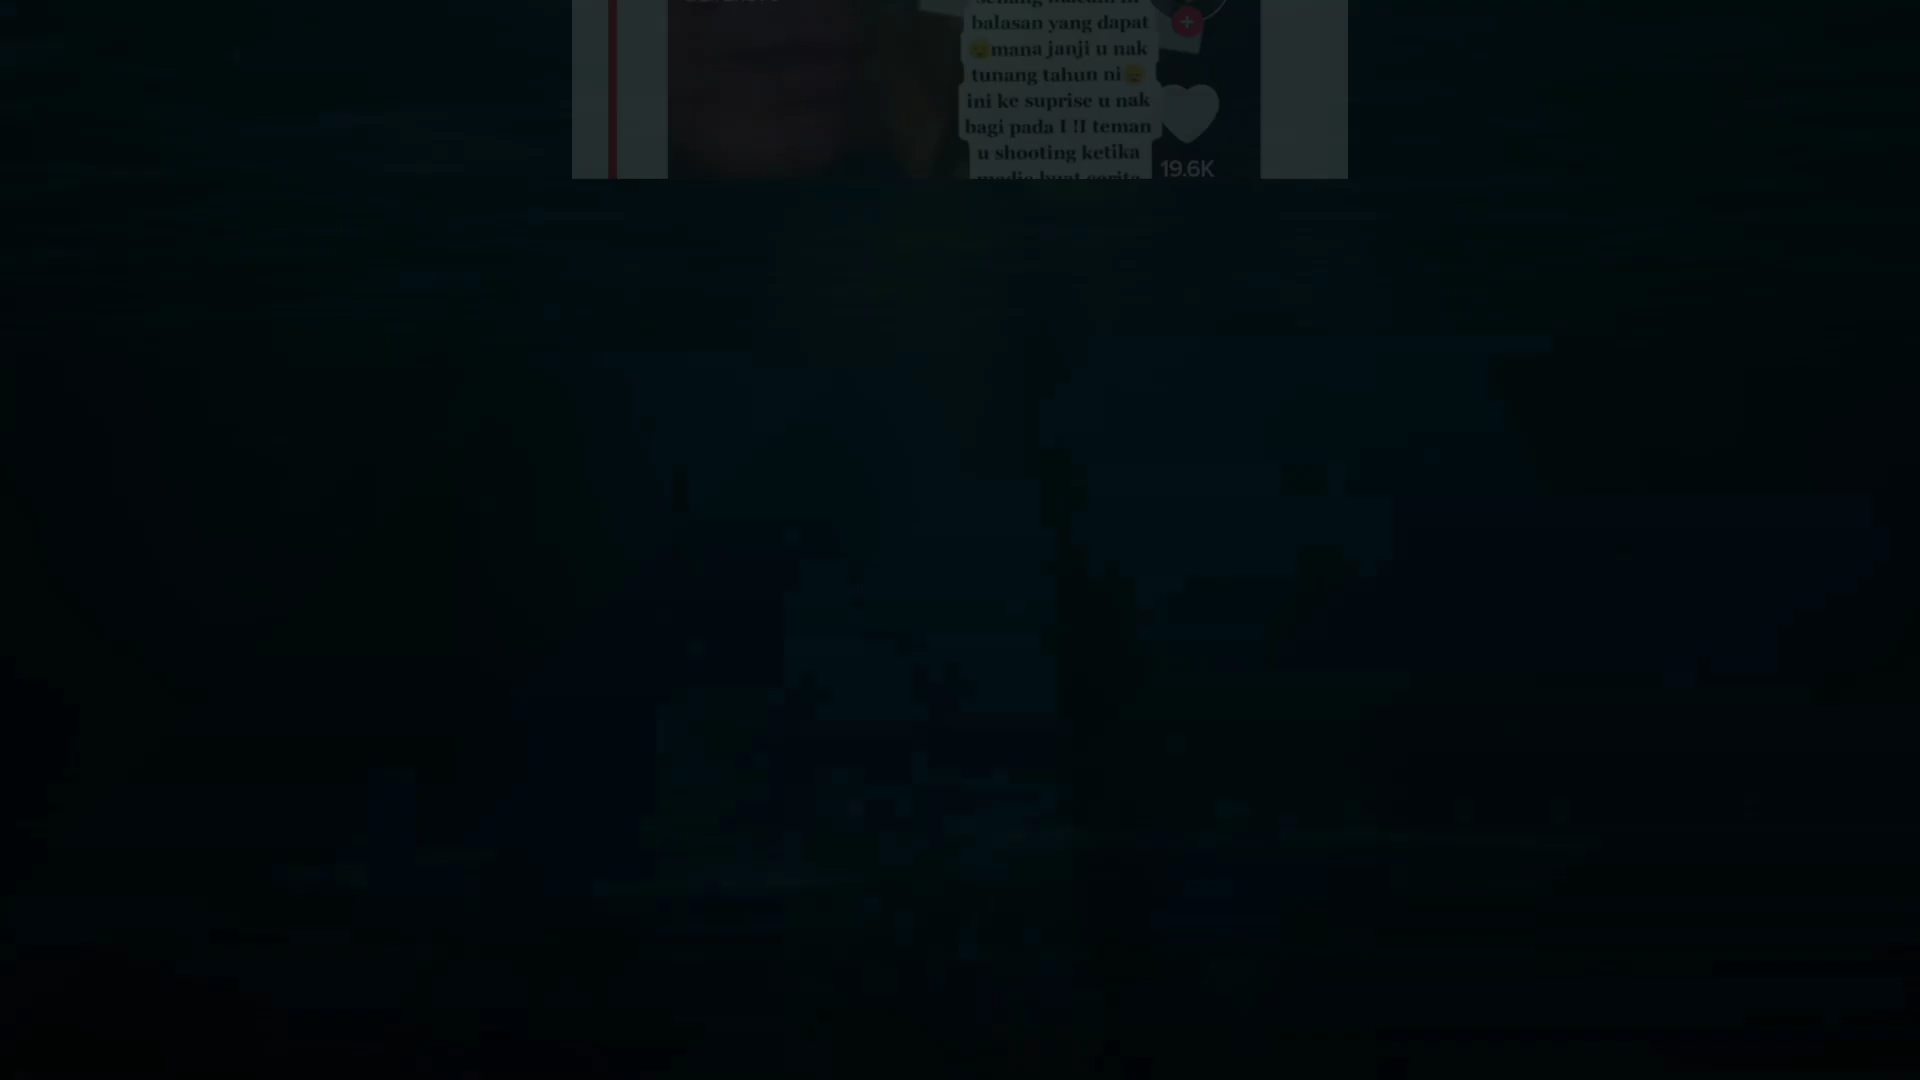 balasan yang dapat
😔mana janji u nak
tunang tahun ni😔
ini ke suprise u nak
bagi pada I !I teman
u shooting ketika
19.6K